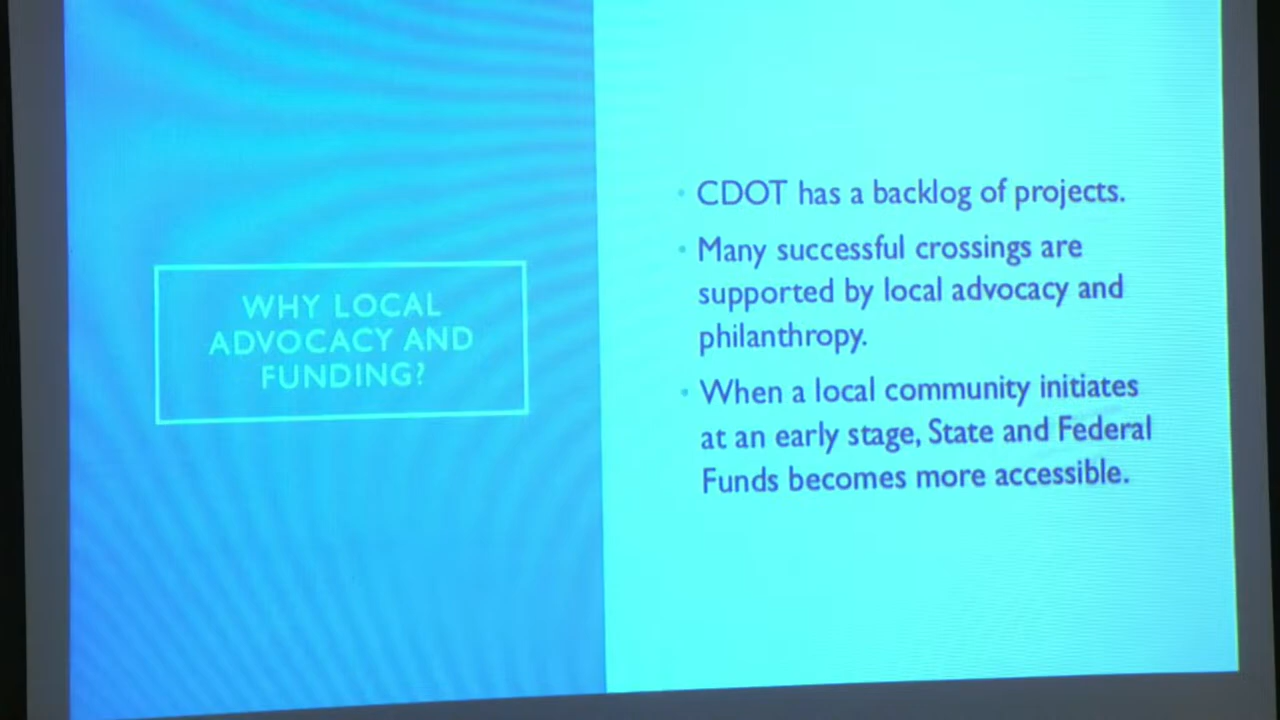 WHY LOCAL
ADVOCACY AND
FUNDING?
• CDOT has a backlog of projects.
• Many successful crossings are
supported by local advocacy and
philanthropy.
• When a local community initiates
at an early stage, State and Federal
Funds becomes more accessible.